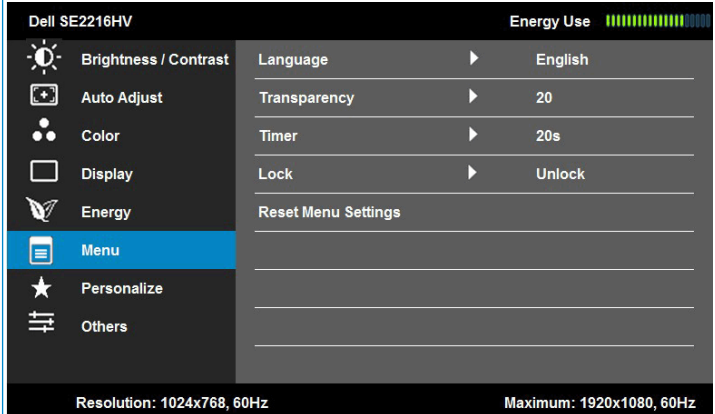 Dell SE2216HV Energy Use
Brightness / Contrast Language English
Auto Adjust Transparency 20
Color Timer 20s
Display Lock Unlock
Energy Reset Menu Settings
Menu
Personalize
Others
Resolution: 1024x768, 60Hz Maximum: 1920x1080, 60Hz